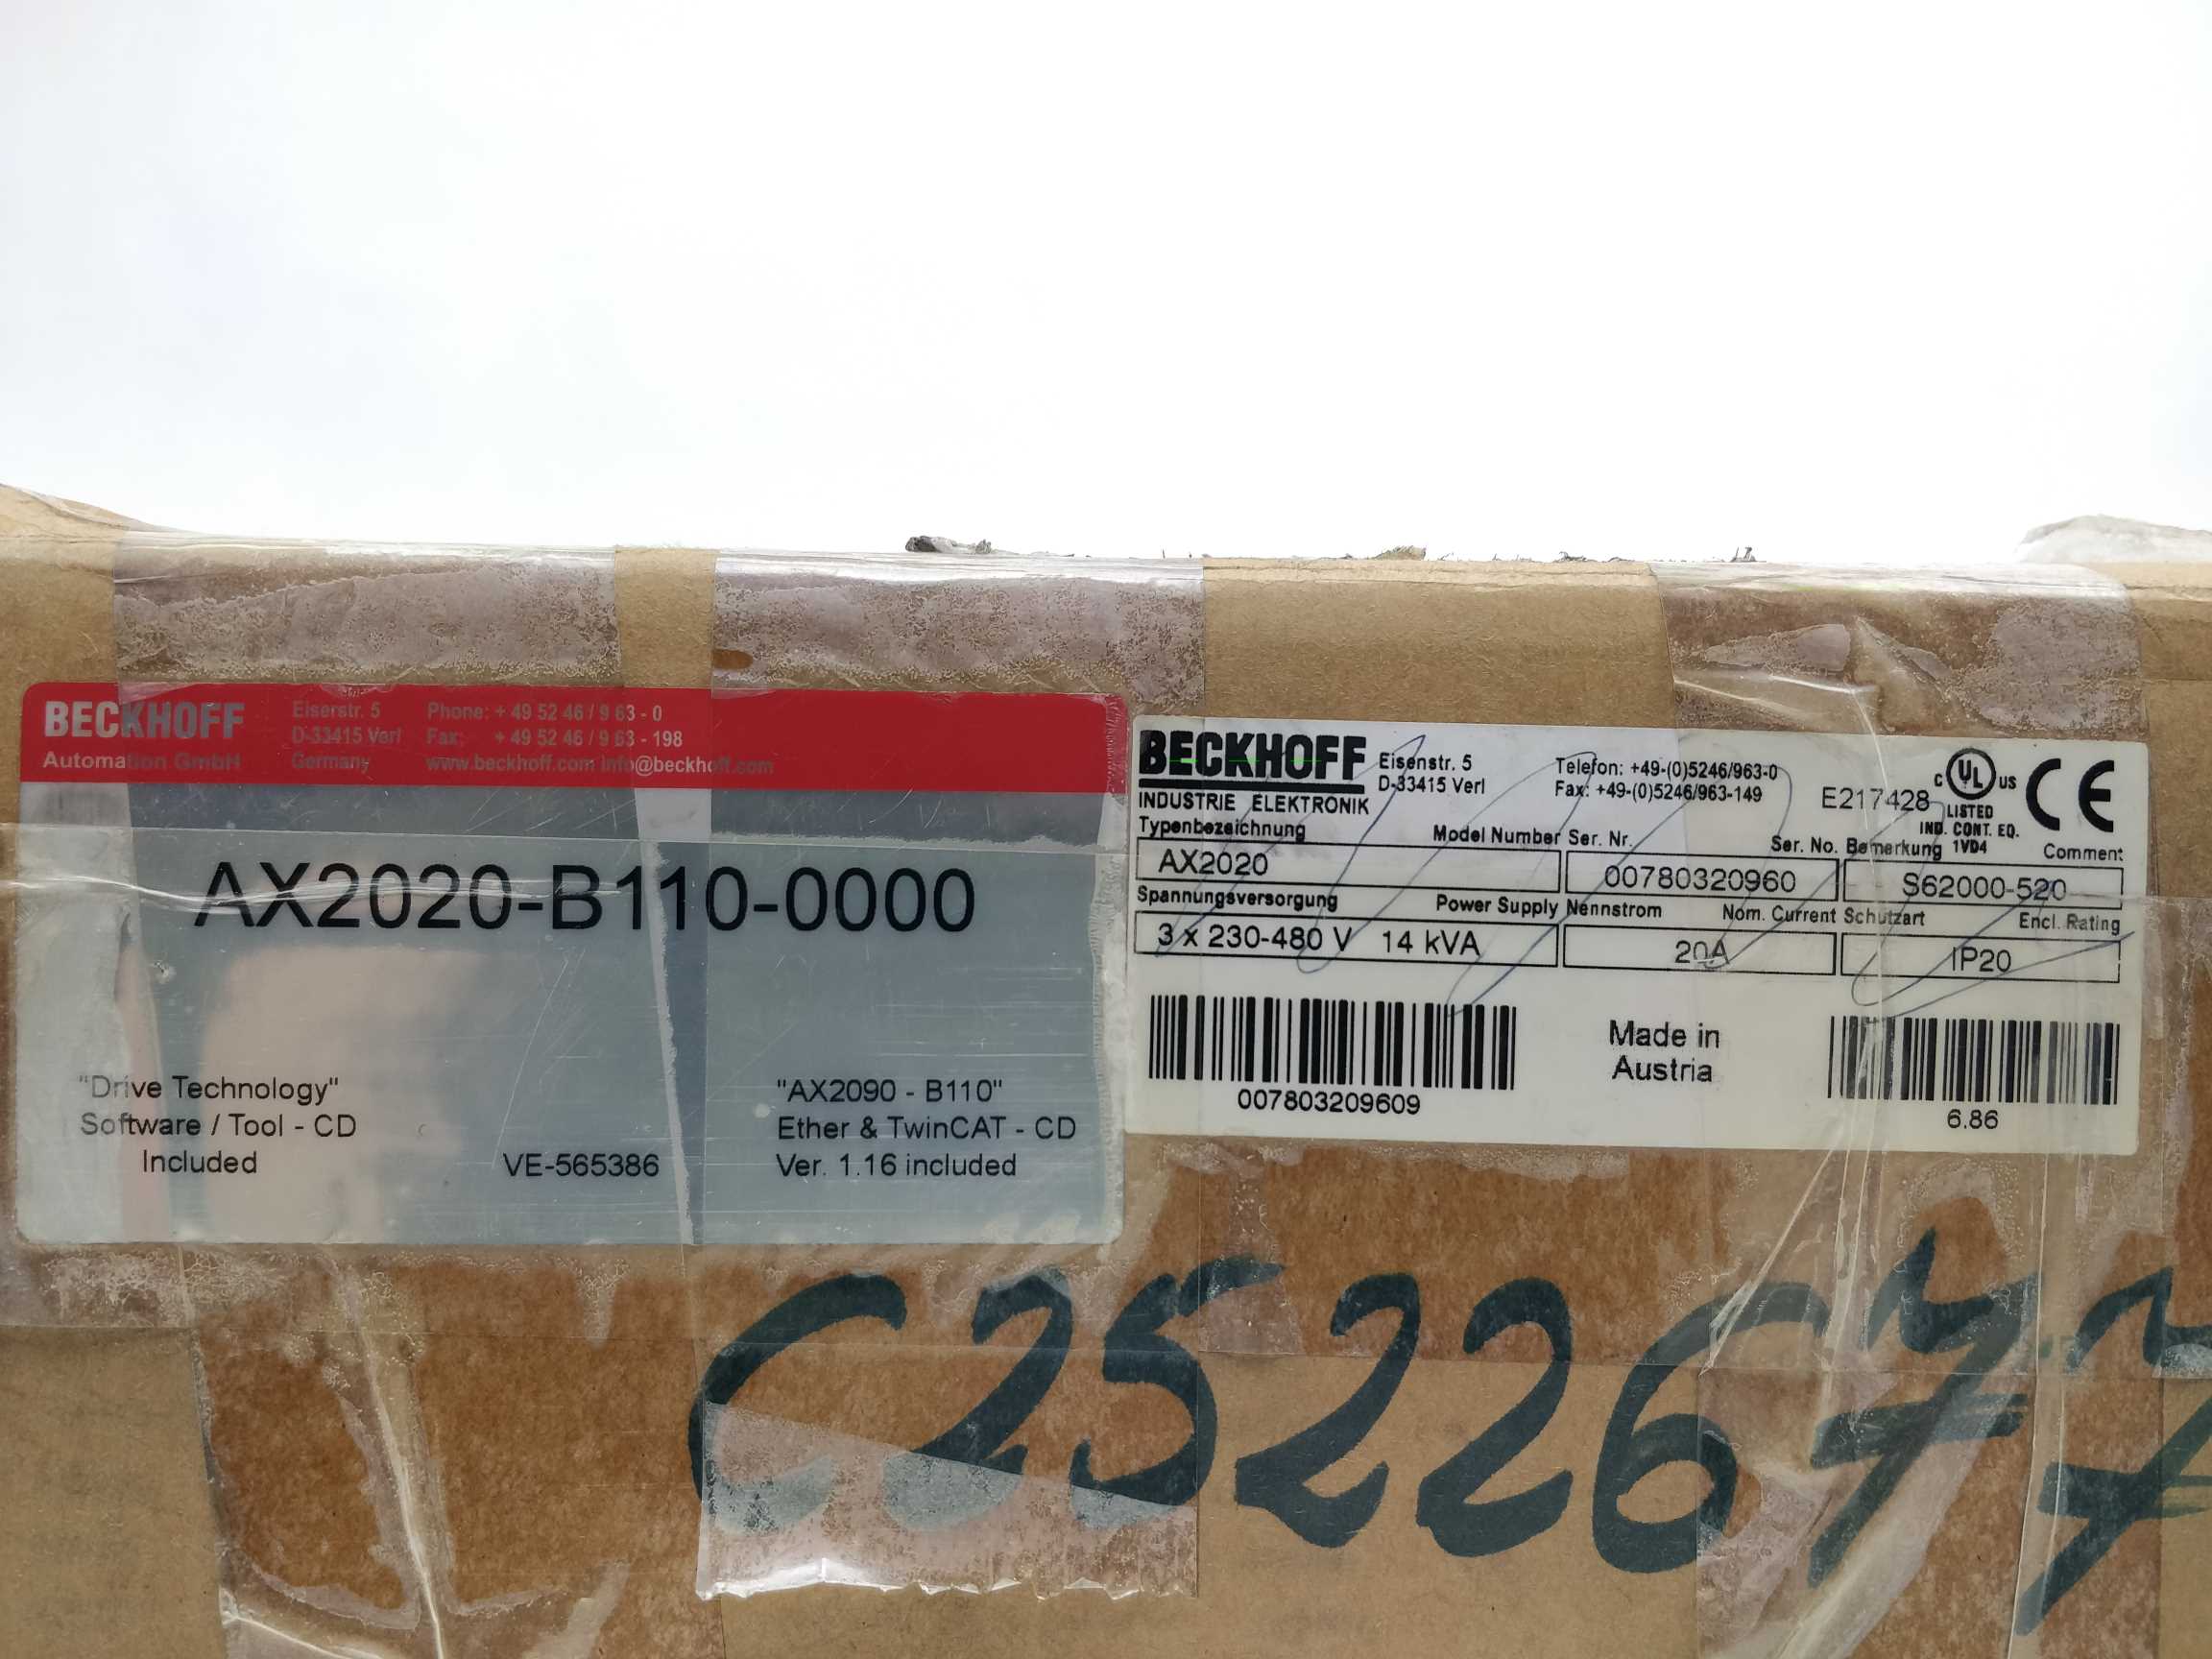 BECKHOFF
Automation GmbH
Eiserstr. 5
D-33415 Verl
Germany
Phone: + 49 52 46 / 9 63 - 0
Fax: + 49 52 46 / 9 63 - 198
www.beckhoff.com info@beckhoff.com
AX2020-B110-0000
"Drive Technology"
Software / Tool - CD
Included
VE-565386
"AX2090 - B110"
Ether & TwinCAT - CD
Ver. 1.16 included
BECKHOFF
INDUSTRIE ELEKTRONIK
Eisenstr. 5
D-33415 Verl
Telefon: +49-(0)5246/963-0
Fax: +49-(0)5246/963-149
E217428
C UL US
LISTED
IND. CONT. EQ.
1VD4
CE
Typenbezeichnung Model Number Ser. Nr. Ser. No. Bemerkung Comment
AX2020 00780320960 S62000-520
Spannungsversorgung Power Supply Nennstrom Nom. Current Schutzart Encl. Rating
3 x 230-480 V 14 kVA 20A IP20
007803209609
Made in
Austria
6.86
C2522677